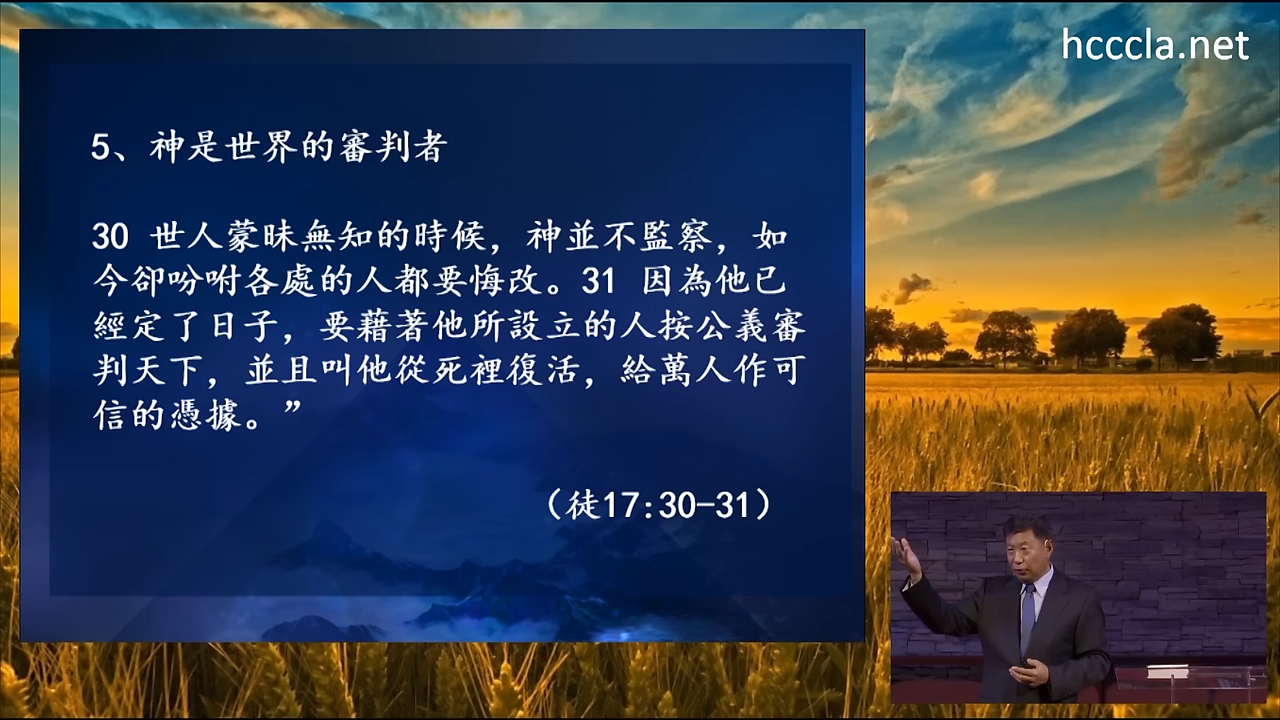 hcccla.net
5、神是世界的審判者
30 世人蒙昧無知的時候，神並不監察，如
今卻吩咐各處的人都要悔改。31 因為他已
經定了日子，要藉著他所設立的人按公義審
判天下，並且叫他從死裡復活，給萬人作可
信的憑據。”
（徒17:30-31）